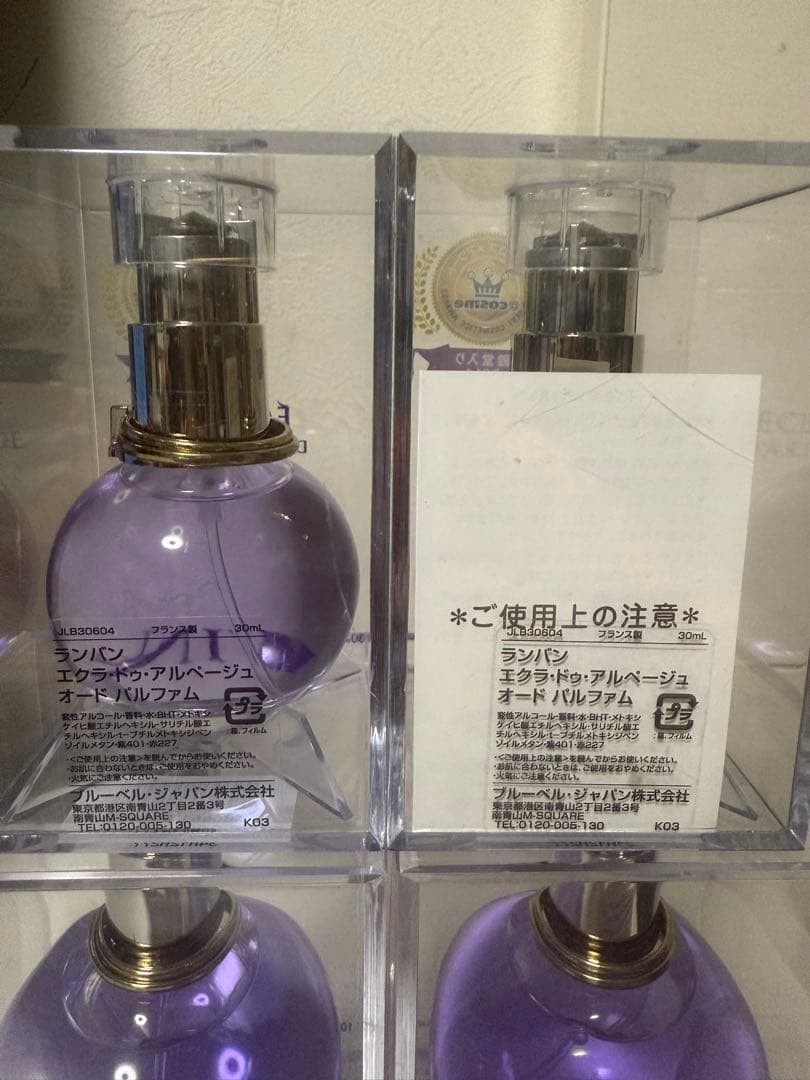 cosme
殿堂入り
JLB30604 フランス製 30mL
ランバン
エクラ・ドゥ・アルページュ
オード パルファム
プラ
:箱、フィルム
変性アルコール・香料・水・BHT・メトキシ
ケイヒ酸エチルヘキシル・サリチル酸エ
チルヘキシル・t-ブチルメトキシジベン
ゾイルメタン・紫401・赤227
・<ご使用上の注意>を読んでからお使いください。
・お肌に合わないときは、ご使用をおやめください。
・火気にご注意ください。
ブルーベル・ジャパン株式会社
東京都港区南青山2丁目2番3号
南青山M-SQUARE
TEL:0120-005-130 K03
*ご使用上の注意*
JLB30604 フランス製 30mL
ランバン
エクラ・ドゥ・アルページュ
オード パルファム
プラ
:箱、フィルム
変性アルコール・香料・水・BHT・メトキシ
ケイヒ酸エチルヘキシル・サリチル酸エ
チルヘキシル・t-ブチルメトキシジベン
ゾイルメタン・紫401・赤227
・<ご使用上の注意>を読んでからお使いください。
・お肌に合わないときは、ご使用をおやめください。
・火気にご注意ください。
ブルーベル・ジャパン株式会社
東京都港区南青山2丁目2番3号
南青山M-SQUARE
TEL:0120-005-130 K03